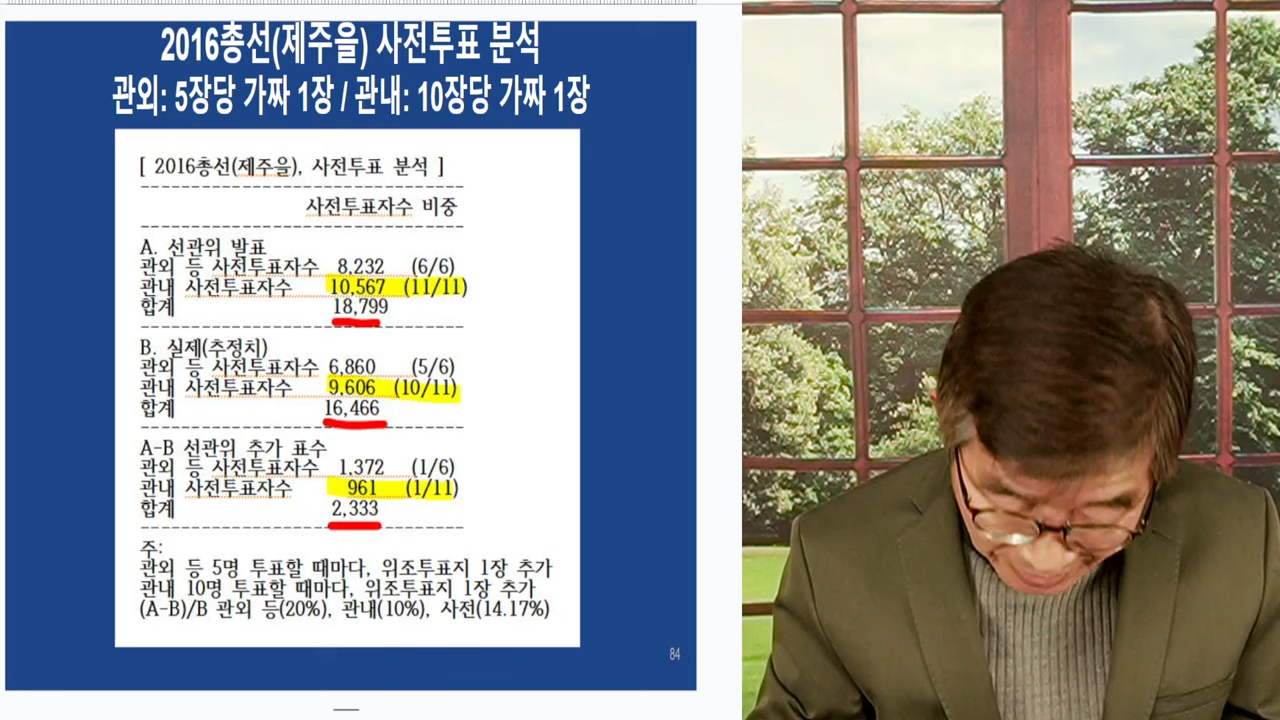 2016총선(제주을) 사전투표 분석
관외: 5장당 가짜 1장 / 관내: 10장당 가짜 1장
[ 2016총선(제주을), 사전투표 분석 ]
사전투표자수 비중
A. 선관위 발표
관외 등 사전투표자수 8,232 (6/6)
관내 사전투표자수 10,567 (11/11)
합계 18,799
B. 실제(추정치)
관외 등 사전투표자수 6,860 (5/6)
관내 사전투표자수 9,606 (10/11)
합계 16,466
A-B 선관위 추가 표수
관외 등 사전투표자수 1,372 (1/6)
관내 사전투표자수 961 (1/11)
합계 2,333
주:
관외 등 5명 투표할 때마다, 위조투표지 1장 추가
관내 10명 투표할 때마다, 위조투표지 1장 추가
(A-B)/B 관외 등(20%), 관내(10%), 사전(14.17%)
84